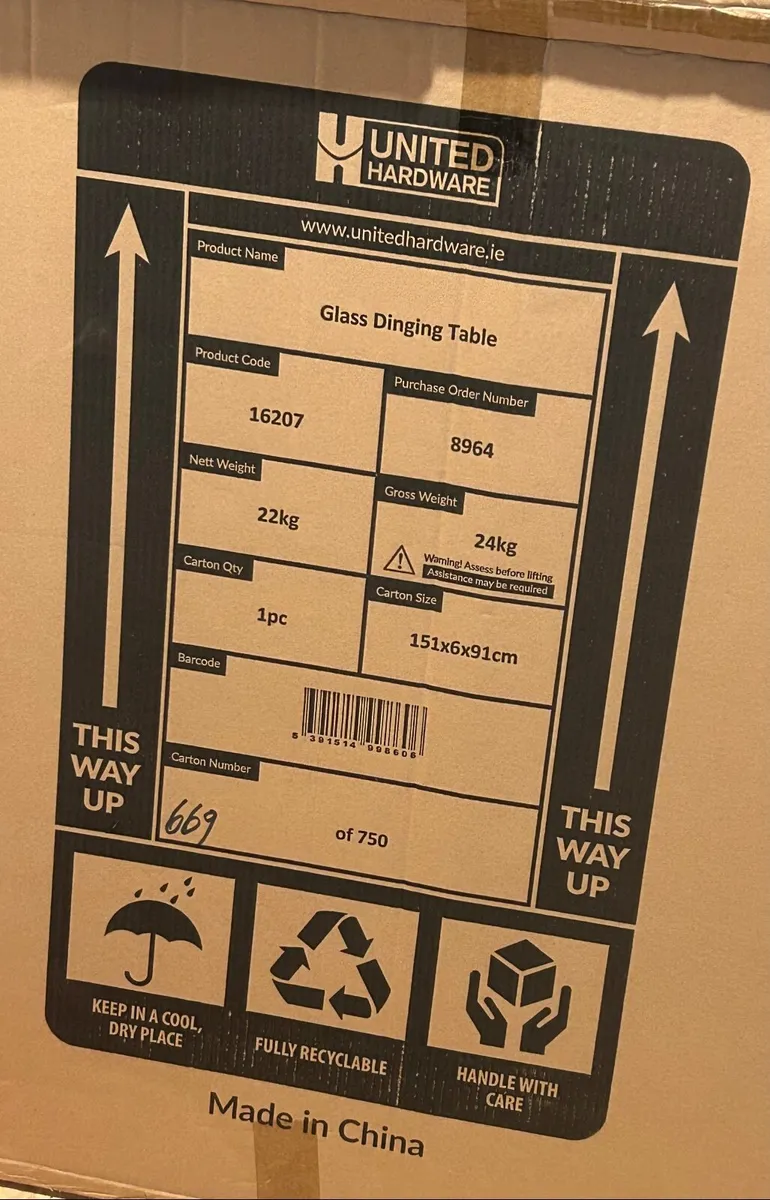 UNITED
HARDWARE
www.unitedhardware.ie
Product Name
Glass Dinging Table
Product Code
16207
Purchase Order Number
8964
Nett Weight
22kg
Gross Weight
24kg
Warning! Assess before lifting
Assistance may be required
Carton Qty
1pc
Carton Size
151x6x91cm
Barcode
5 391514 998606
Carton Number
669 of 750
THIS
WAY
UP
THIS
WAY
UP
KEEP IN A COOL,
DRY PLACE
FULLY RECYCLABLE
HANDLE WITH
CARE
Made in China